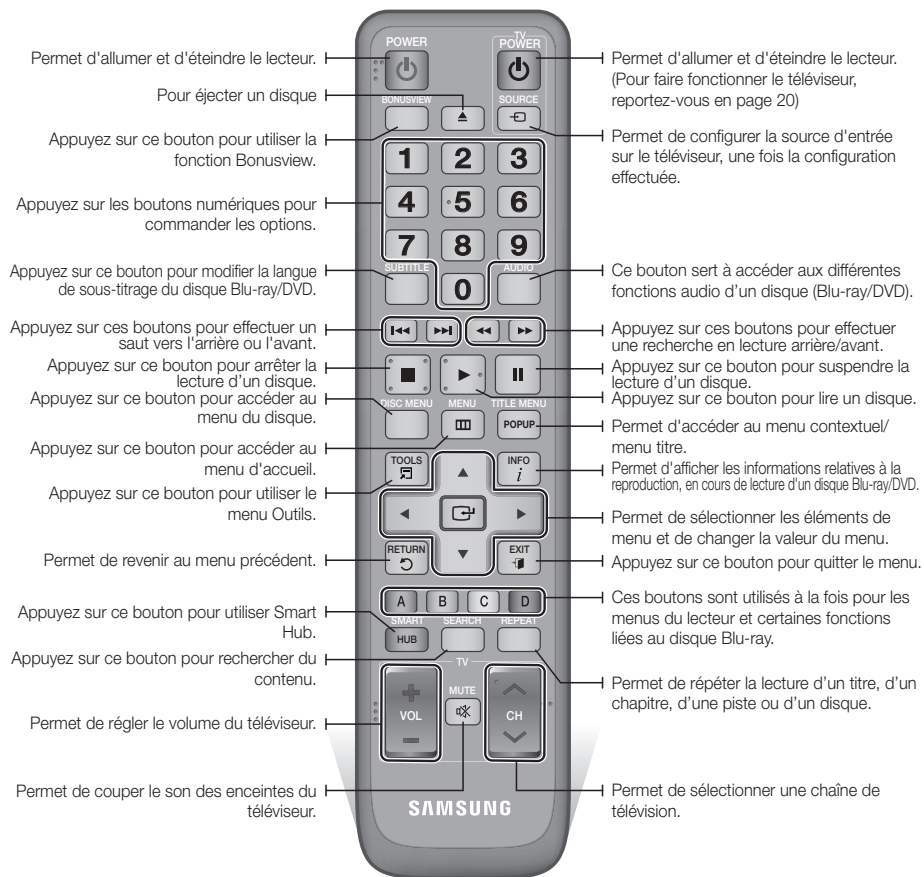 POWER
TV
POWER
BONUSVIEW
SOURCE
1 2 3
4 5 6
7 8 9
SUBTITLE
0
AUDIO
DISC MENU
MENU
TITLE MENU
POPUP
TOOLS
INFO
i
RETURN
EXIT
A B C D
SMART
HUB
SEARCH
REPEAT
TV
VOL
MUTE
CH
SAMSUNG
Permet d'allumer et d'éteindre le lecteur.
Pour éjecter un disque
Appuyez sur ce bouton pour utiliser la
fonction Bonusview.
Appuyez sur les boutons numériques pour
commander les options.
Appuyez sur ce bouton pour modifier la langue
de sous-titrage du disque Blu-ray/DVD.
Appuyez sur ces boutons pour effectuer un
saut vers l'arrière ou l'avant.
Appuyez sur ce bouton pour arrêter la
lecture d'un disque.
Appuyez sur ce bouton pour accéder au
menu du disque.
Appuyez sur ce bouton pour accéder au
menu d'accueil.
Appuyez sur ce bouton pour utiliser le
menu Outils.
Permet de revenir au menu précédent.
Appuyez sur ce bouton pour utiliser Smart
Hub.
Appuyez sur ce bouton pour rechercher du
contenu.
Permet de régler le volume du téléviseur.
Permet de couper le son des enceintes du
téléviseur.
Permet d'allumer et d'éteindre le lecteur.
(Pour faire fonctionner le téléviseur,
reportez-vous en page 20)
Permet de configurer la source d'entrée
sur le téléviseur, une fois la configuration
effectuée.
Ce bouton sert à accéder aux différentes
fonctions audio d'un disque (Blu-ray/DVD).
Appuyez sur ces boutons pour effectuer
une recherche en lecture arrière/avant.
Appuyez sur ce bouton pour suspendre la
lecture d'un disque.
Appuyez sur ce bouton pour lire un disque.
Permet d'accéder au menu contextuel/
menu titre.
Permet d'afficher les informations relatives à la
reproduction, en cours de lecture d'un disque Blu-ray/DVD.
Permet de sélectionner les éléments de
menu et de changer la valeur du menu.
Appuyez sur ce bouton pour quitter le menu.
Ces boutons sont utilisés à la fois pour les
menus du lecteur et certaines fonctions
liées au disque Blu-ray.
Permet de répéter la lecture d'un titre, d'un
chapitre, d'une piste ou d'un disque.
Permet de sélectionner une chaîne de
télévision.